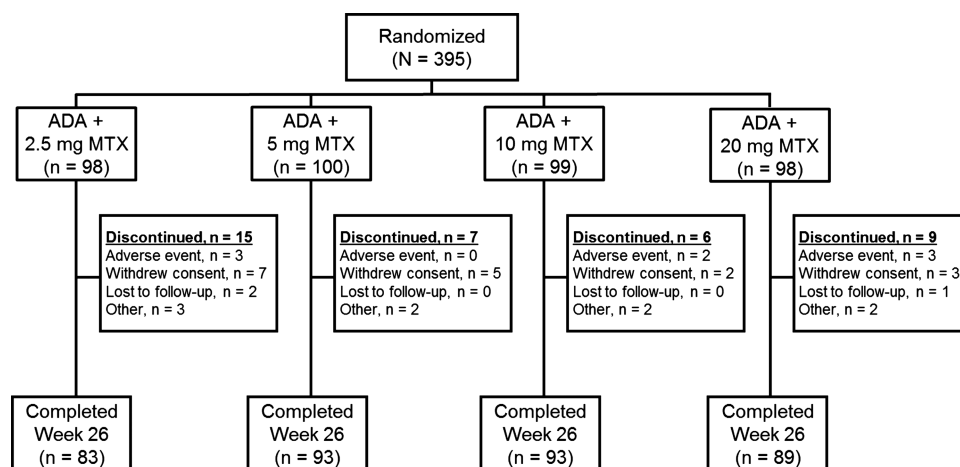 Randomized
(N = 395)
ADA +
2.5 mg MTX
(n = 98)
ADA +
5 mg MTX
(n = 100)
ADA +
10 mg MTX
(n = 99)
ADA +
20 mg MTX
(n = 98)
Discontinued, n = 15
Adverse event, n = 3
Withdrew consent, n = 7
Lost to follow-up, n = 2
Other, n = 3
Discontinued, n = 7
Adverse event, n = 0
Withdrew consent, n = 5
Lost to follow-up, n = 0
Other, n = 2
Discontinued, n = 6
Adverse event, n = 2
Withdrew consent, n = 2
Lost to follow-up, n = 0
Other, n = 2
Discontinued, n = 9
Adverse event, n = 3
Withdrew consent, n = 3
Lost to follow-up, n = 1
Other, n = 2
Completed
Week 26
(n = 83)
Completed
Week 26
(n = 93)
Completed
Week 26
(n = 93)
Completed
Week 26
(n = 89)